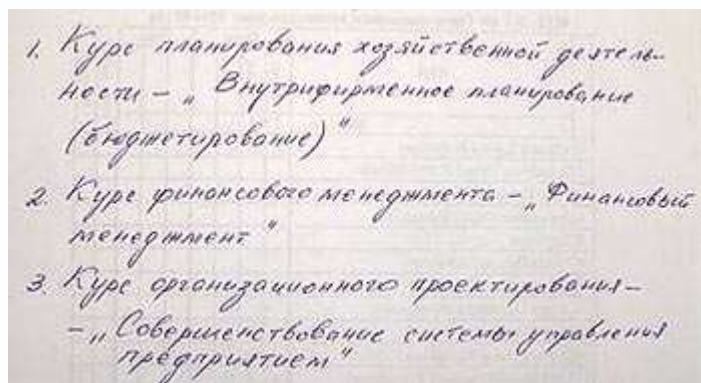 1. Курс планирования хозяйственной деятель-
ности - „Внутрифирменное планирование
(бюджетирование)"
2. Курс финансового менеджмента - „Финансовый
менеджмент"
3. Курс организационного проектирования -
- „Совершенствование системы управления
предприятием"